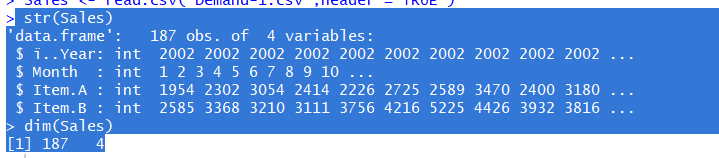 > Sales <- read.csv("Demand-1.csv",header = TRUE )
> str(Sales)
'data.frame':   187 obs. of  4 variables:
 $ ï..Year: int  2002 2002 2002 2002 2002 2002 2002 2002 2002 2002 ...
 $ Month  : int  1 2 3 4 5 6 7 8 9 10 ...
 $ Item.A : int  1954 2302 3054 2414 2226 2725 2589 3470 2400 3180 ...
 $ Item.B : int  2585 3368 3210 3111 3756 4216 5225 4426 3932 3816 ...
> dim(Sales)
[1] 187   4